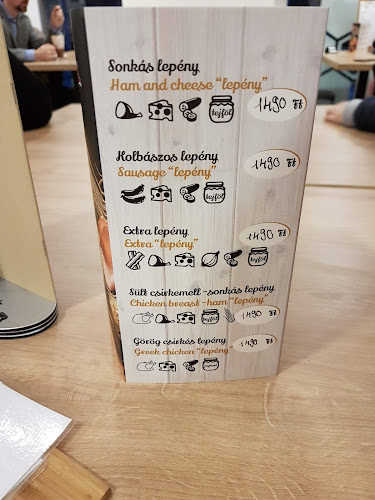 Sonkás lepény
Ham and cheese "lepény"
1490 Ft
tejföl
Kolbászos lepény
Sausage "lepény"
1490 Ft
tejföl
Extra lepény
Extra "lepény"
1490 Ft
tejföl
Sült csirkemell-sonkás lepény
Chicken breast-ham "lepény"
1490 Ft
tejföl
Görög csirkés lepény
Greek chicken "lepény"
1490 Ft